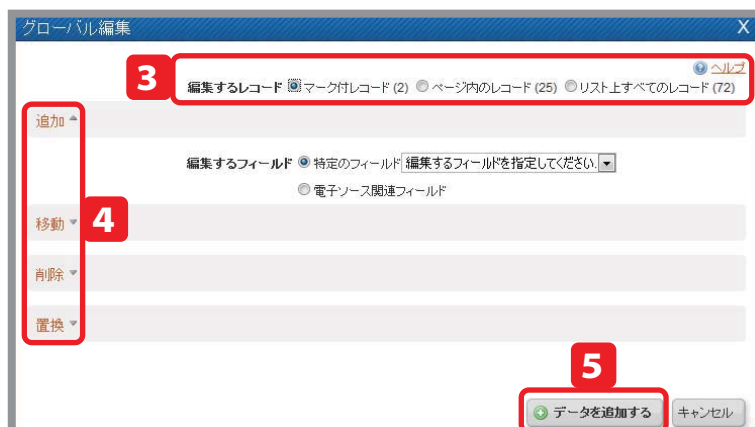 グローバル編集 X
ヘルプ
3 編集するレコード マーク付レコード (2) ページ内のレコード (25) リスト上すべてのレコード (72)
追加
編集するフィールド 特定のフィールド 編集するフィールドを指定してください.
電子ソース関連フィールド
移動 4
削除
置換
5
データを追加する キャンセル